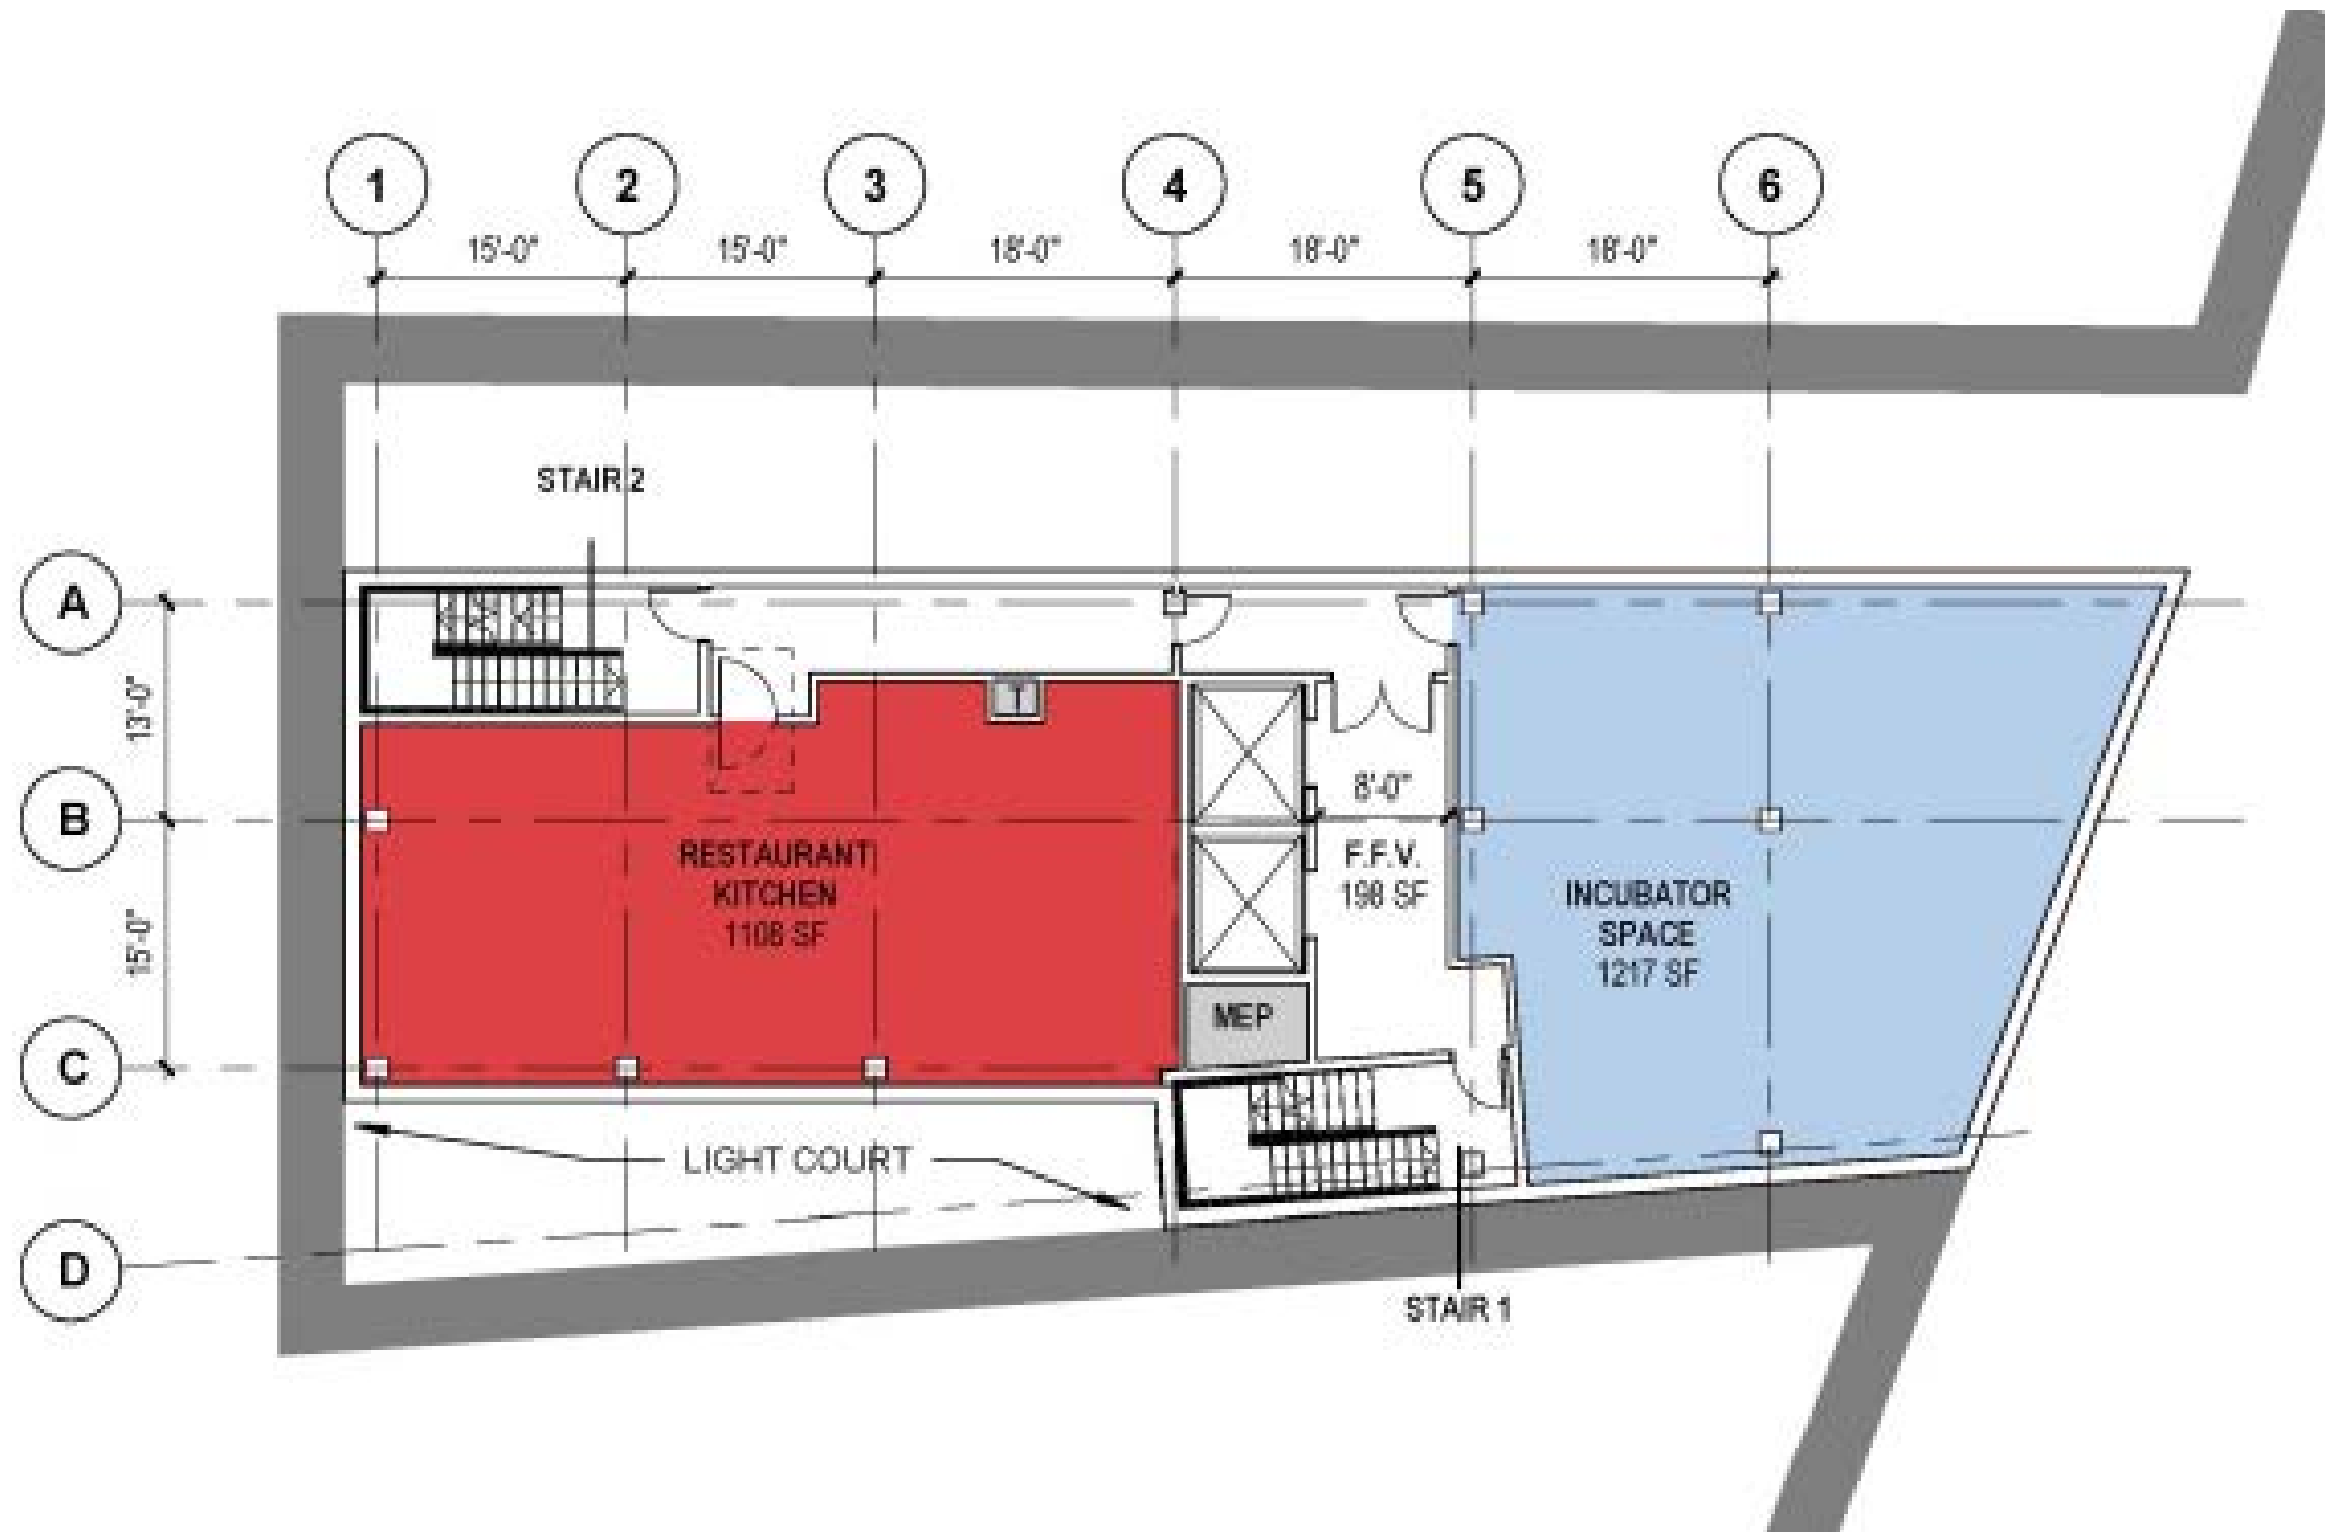 1
2
3
4
5
6
15'-0"
15'-0"
18'-0"
18'-0"
18'-0"
STAIR 2
A
13'-0"
B
15'-0"
C
D
T
8'-0"
RESTAURANT
KITCHEN
1108 SF
F.F.V.
198 SF
INCUBATOR
SPACE
1217 SF
MEP
LIGHT COURT
STAIR 1